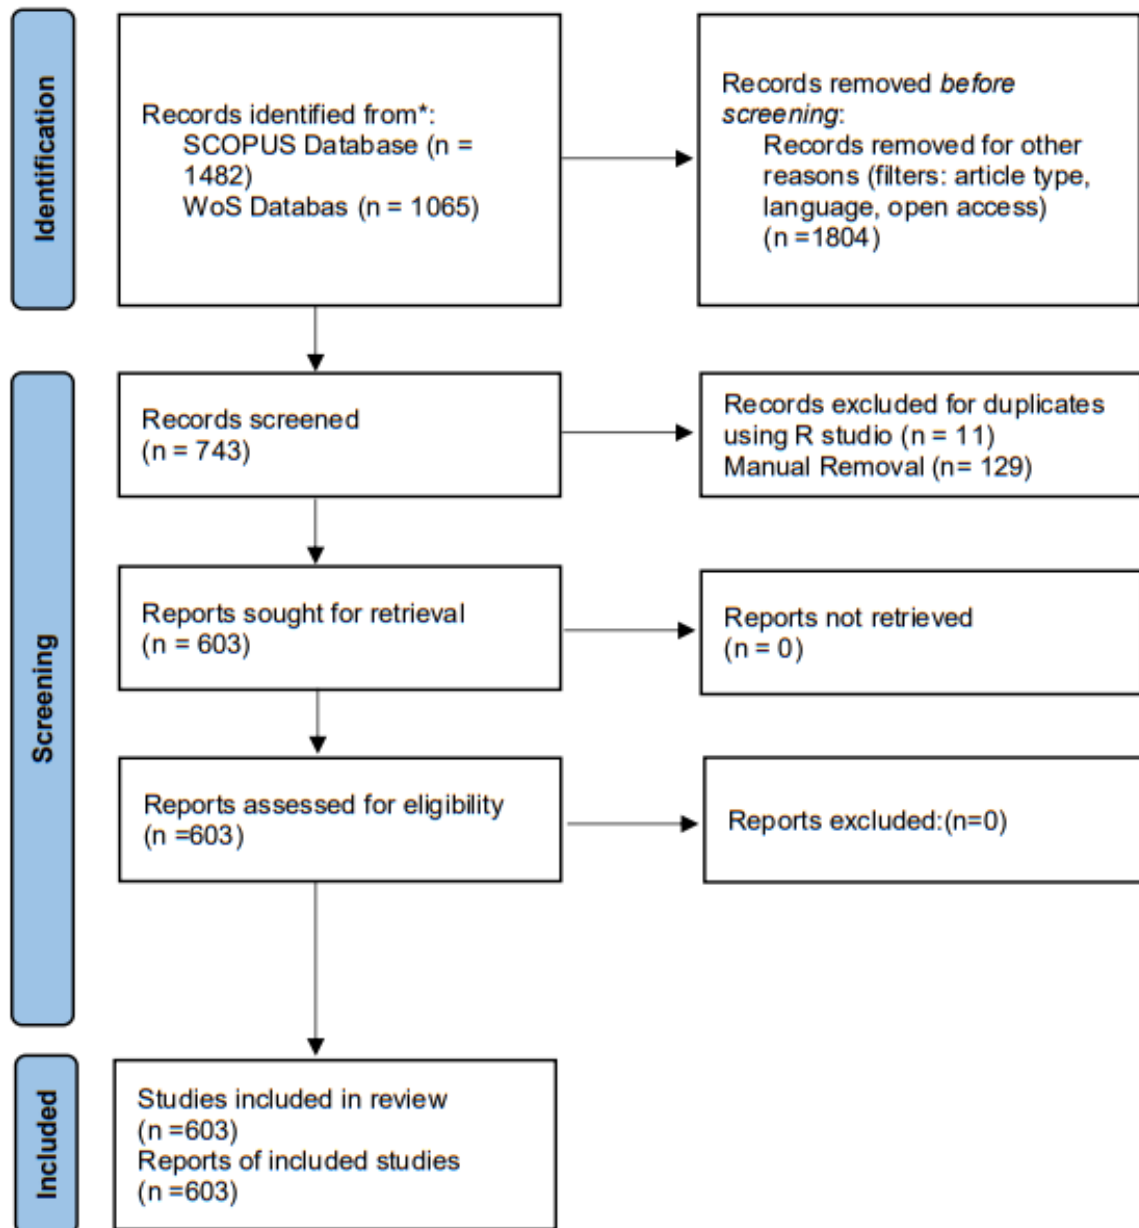 Identification
Records identified from*:
SCOPUS Database (n =
1482)
WoS Databas (n = 1065)
Records removed before
screening:
Records removed for other
reasons (filters: article type,
language, open access)
(n =1804)
Screening
Records screened
(n = 743)
Records excluded for duplicates
using R studio (n = 11)
Manual Removal (n= 129)
Reports sought for retrieval
(n = 603)
Reports not retrieved
(n = 0)
Reports assessed for eligibility
(n =603)
Reports excluded:(n=0)
Included
Studies included in review
(n =603)
Reports of included studies
(n =603)